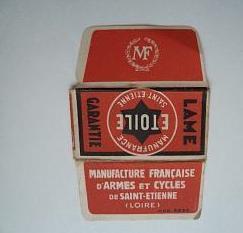 MF
MANUFRANCE
ETOILE
SAINT-ETIENNE
GARANTIE
LAME
MANUFACTURE FRANÇAISE
D'ARMES ET CYCLES
DE SAINT-ETIENNE
(LOIRE)